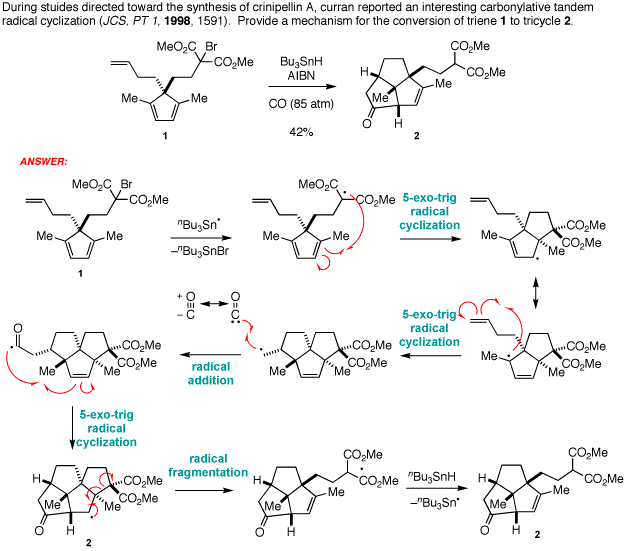 During stuides directed toward the synthesis of crinipellin A, curran reported an interesting carbonylative tandem
radical cyclization (JCS, PT 1, 1998, 1591). Provide a mechanism for the conversion of triene 1 to tricycle 2.
MeO2C Br
CO2Me
Me Me
1
Bu3SnH
AIBN
CO (85 atm)
42%
CO2Me
CO2Me
H
Me
Me
O
H
2
ANSWER:
MeO2C Br
CO2Me
Me Me
1
nBu3Sn•
–nBu3SnBr
MeO2C
CO2Me
Me Me
5-exo-trig
radical
cyclization
CO2Me
CO2Me
Me
Me
O
CO2Me
CO2Me
Me
Me
radical
addition
+ O
– C
O
C
CO2Me
CO2Me
Me
Me
5-exo-trig
radical
cyclization
CO2Me
CO2Me
Me
Me
5-exo-trig
radical
cyclization
H
CO2Me
CO2Me
Me
Me
O
H
2
radical
fragmentation
CO2Me
CO2Me
H
Me
Me
O
H
nBu3SnH
–nBu3Sn•
CO2Me
CO2Me
H
Me
Me
O
H
2